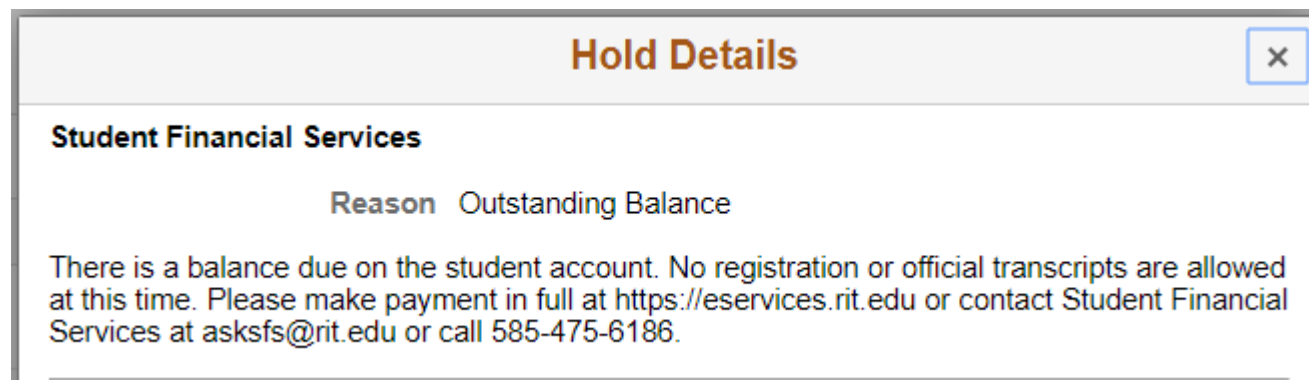 Hold Details
×
Student Financial Services
Reason Outstanding Balance
There is a balance due on the student account. No registration or official transcripts are allowed
at this time. Please make payment in full at https://eservices.rit.edu or contact Student Financial
Services at asksfs@rit.edu or call 585-475-6186.